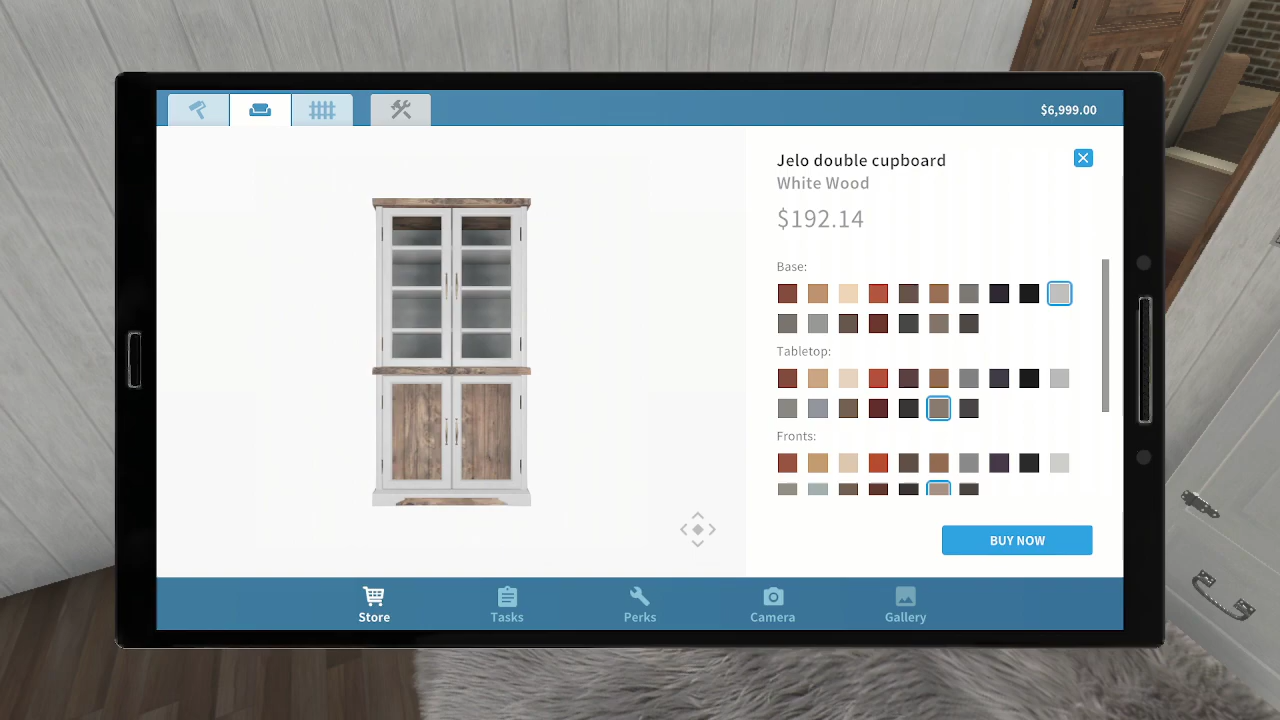 $6,999.00
Jelo double cupboard
White Wood
$192.14
Base:
Tabletop:
Fronts:
BUY NOW
Store
Tasks
Perks
Camera
Gallery